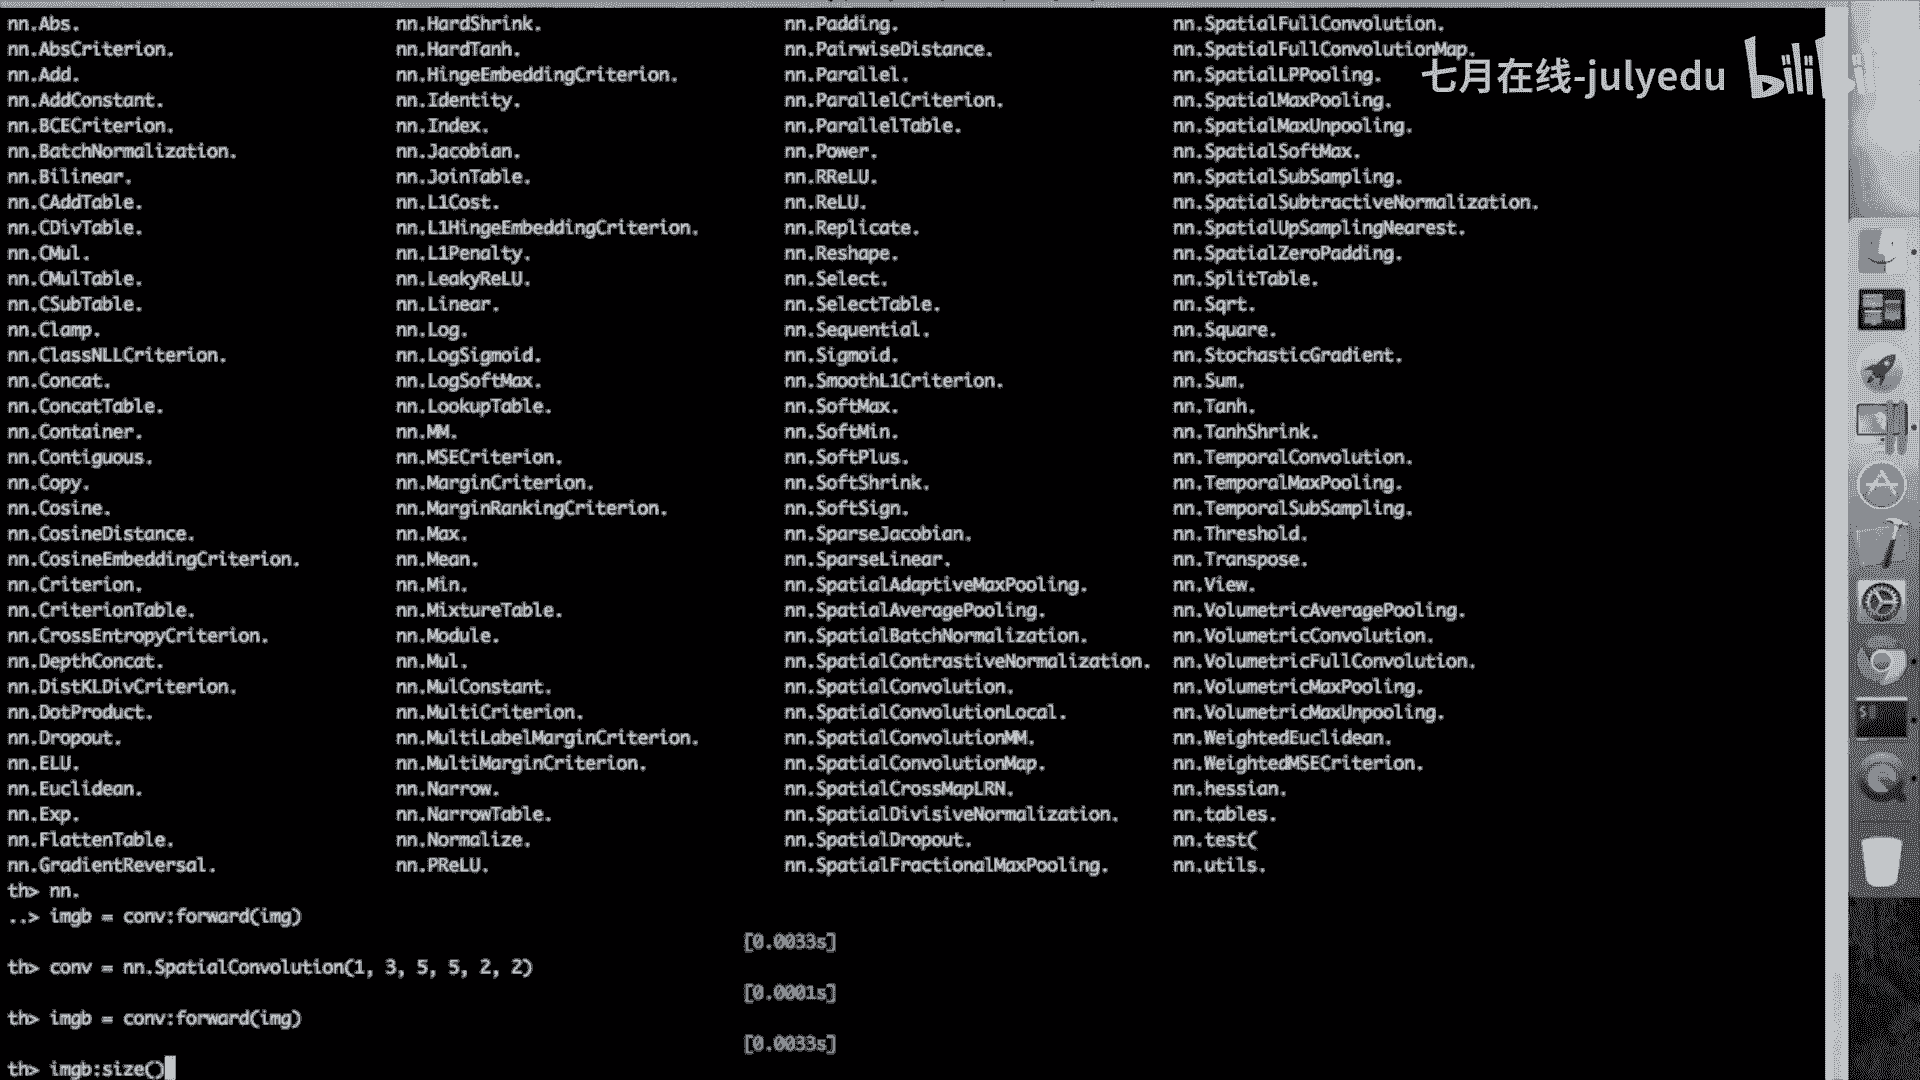 nn.Abs. nn.HardShrink. nn.Padding. nn.SpatialFullConvolution.
nn.AbsCriterion. nn.HardTanh. nn.PairwiseDistance. nn.SpatialFullConvolutionMap.
nn.Add. nn.HingeEmbeddingCriterion. nn.Parallel. nn.SpatialLPPooling.
七月在线-julyedu bilibili
nn.AddConstant. nn.Identity. nn.ParallelCriterion. nn.SpatialMaxPooling.
nn.BCECriterion. nn.Index. nn.ParallelTable. nn.SpatialMaxUnpooling.
nn.BatchNormalization. nn.Jacobian. nn.Power. nn.SpatialSoftMax.
nn.Bilinear. nn.JoinTable. nn.RReLU. nn.SpatialSubSampling.
nn.CAddTable. nn.L1Cost. nn.ReLU. nn.SpatialSubtractiveNormalization.
nn.CDivTable. nn.L1HingeEmbeddingCriterion. nn.Replicate. nn.SpatialUpSamplingNearest.
nn.CMul. nn.L1Penalty. nn.Reshape. nn.SpatialZeroPadding.
nn.CMulTable. nn.LeakyReLU. nn.Select. nn.SplitTable.
nn.CSubTable. nn.Linear. nn.SelectTable. nn.Sqrt.
nn.Clamp. nn.Log. nn.Sequential. nn.Square.
nn.ClassNLLCriterion. nn.LogSigmoid. nn.Sigmoid. nn.StochasticGradient.
nn.Concat. nn.LogSoftMax. nn.SmoothL1Criterion. nn.Sum.
nn.ConcatTable. nn.LookupTable. nn.SoftMax. nn.Tanh.
nn.Container. nn.MM. nn.SoftMin. nn.TanhShrink.
nn.Contiguous. nn.MSECriterion. nn.SoftPlus. nn.TemporalConvolution.
nn.Copy. nn.MarginCriterion. nn.SoftShrink. nn.TemporalMaxPooling.
nn.Cosine. nn.MarginRankingCriterion. nn.SoftSign. nn.TemporalSubSampling.
nn.CosineDistance. nn.Max. nn.SparseJacobian. nn.Threshold.
nn.CosineEmbeddingCriterion. nn.Mean. nn.SparseLinear. nn.Transpose.
nn.Criterion. nn.Min. nn.SpatialAdaptiveMaxPooling. nn.View.
nn.CriterionTable. nn.MixtureTable. nn.SpatialAveragePooling. nn.VolumetricAveragePooling.
nn.CrossEntropyCriterion. nn.Module. nn.SpatialBatchNormalization. nn.VolumetricConvolution.
nn.DepthConcat. nn.Mul. nn.SpatialContrastiveNormalization. nn.VolumetricFullConvolution.
nn.DistKLDivCriterion. nn.MulConstant. nn.SpatialConvolution. nn.VolumetricMaxPooling.
nn.DotProduct. nn.MultiCriterion. nn.SpatialConvolutionLocal. nn.VolumetricMaxUnpooling.
nn.Dropout. nn.MultiLabelMarginCriterion. nn.SpatialConvolutionMM. nn.WeightedEuclidean.
nn.ELU. nn.MultiMarginCriterion. nn.SpatialConvolutionMap. nn.WeightedMSECriterion.
nn.Euclidean. nn.Narrow. nn.SpatialCrossMapLRN. nn.hessian.
nn.Exp. nn.NarrowTable. nn.SpatialDivisiveNormalization. nn.tables.
nn.FlattenTable. nn.Normalize. nn.SpatialDropout. nn.test(
nn.GradientReversal. nn.PReLU. nn.SpatialFractionalMaxPooling. nn.utils.
th> nn.
..> imgb = conv:forward(img)
[0.0033s]
th> conv = nn.SpatialConvolution(1, 3, 5, 5, 2, 2)
[0.0001s]
th> imgb = conv:forward(img)
[0.0033s]
th> imgb:size()